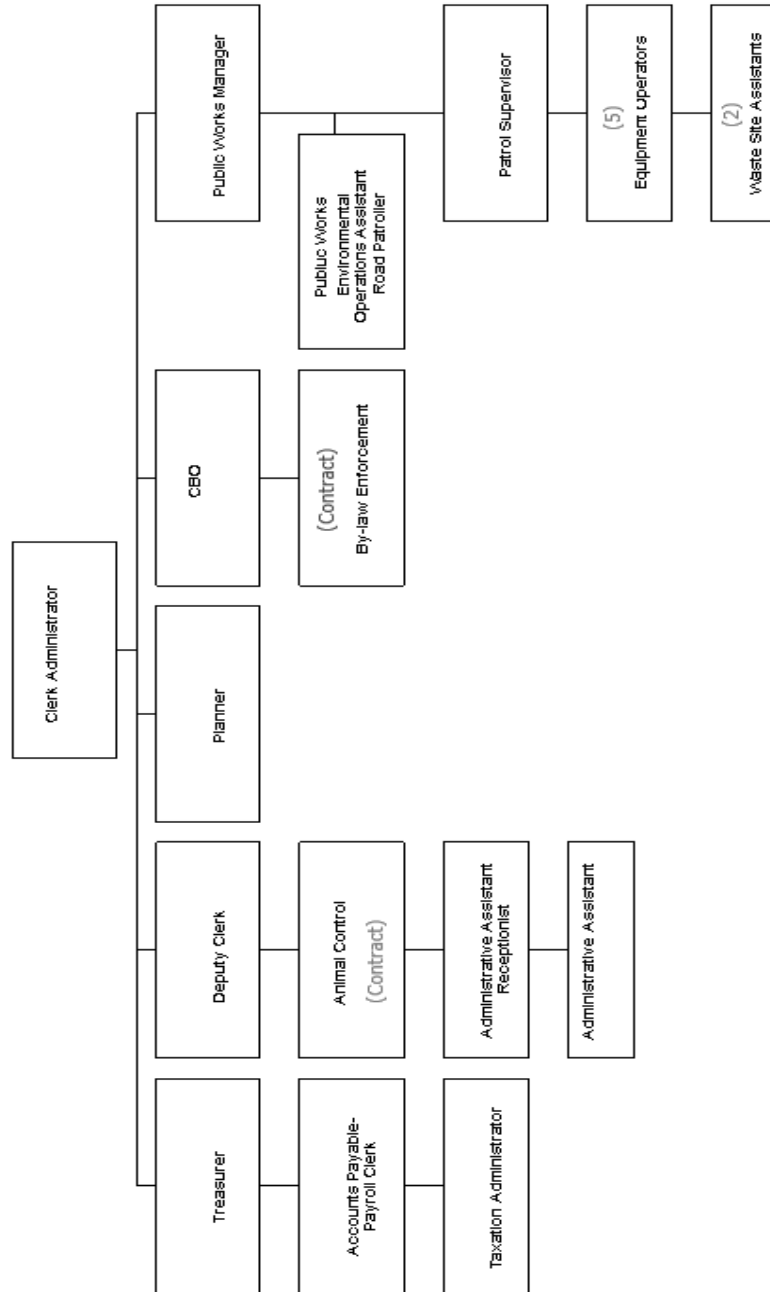 Clerk Administrator
Treasurer
Deputy Clerk
Planner
CBO
Public Works Manager
Accounts Payable-
Payroll Clerk
Animal Control
(Contract)
(Contract)
By-law Enforcement
Public Works
Environmental
Operations Assistant
Road Patroller
Taxation Administrator
Administrative Assistant
Receptionist
Patrol Supervisor
Administrative Assistant
(5)
Equipment Operators
(2)
Waste Site Assistants